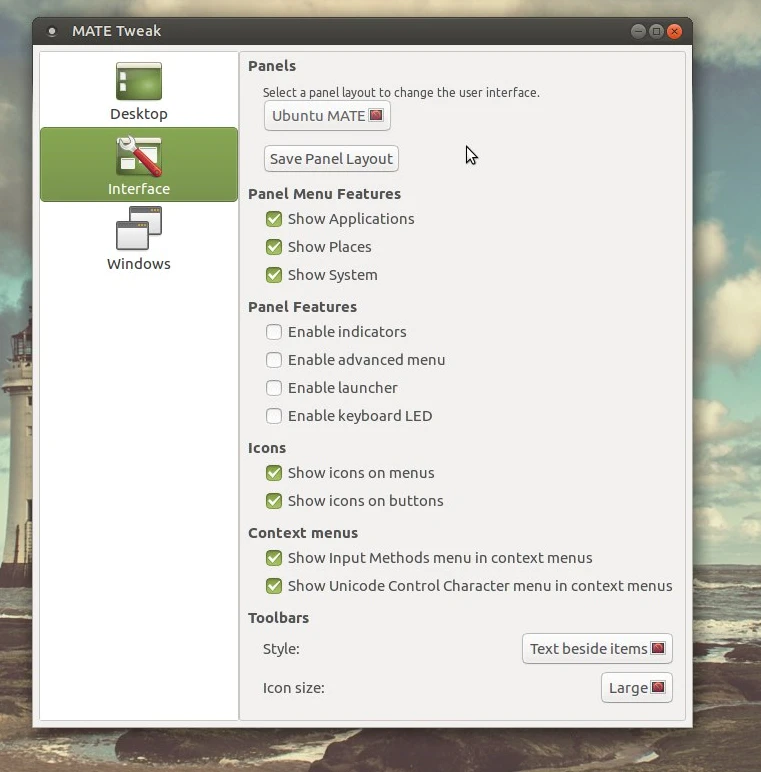 MATE Tweak
Desktop
Interface
Windows
Panels
Select a panel layout to change the user interface.
Ubuntu MATE
Save Panel Layout
Panel Menu Features
Show Applications
Show Places
Show System
Panel Features
Enable indicators
Enable advanced menu
Enable launcher
Enable keyboard LED
Icons
Show icons on menus
Show icons on buttons
Context menus
Show Input Methods menu in context menus
Show Unicode Control Character menu in context menus
Toolbars
Style: Text beside items
Icon size: Large